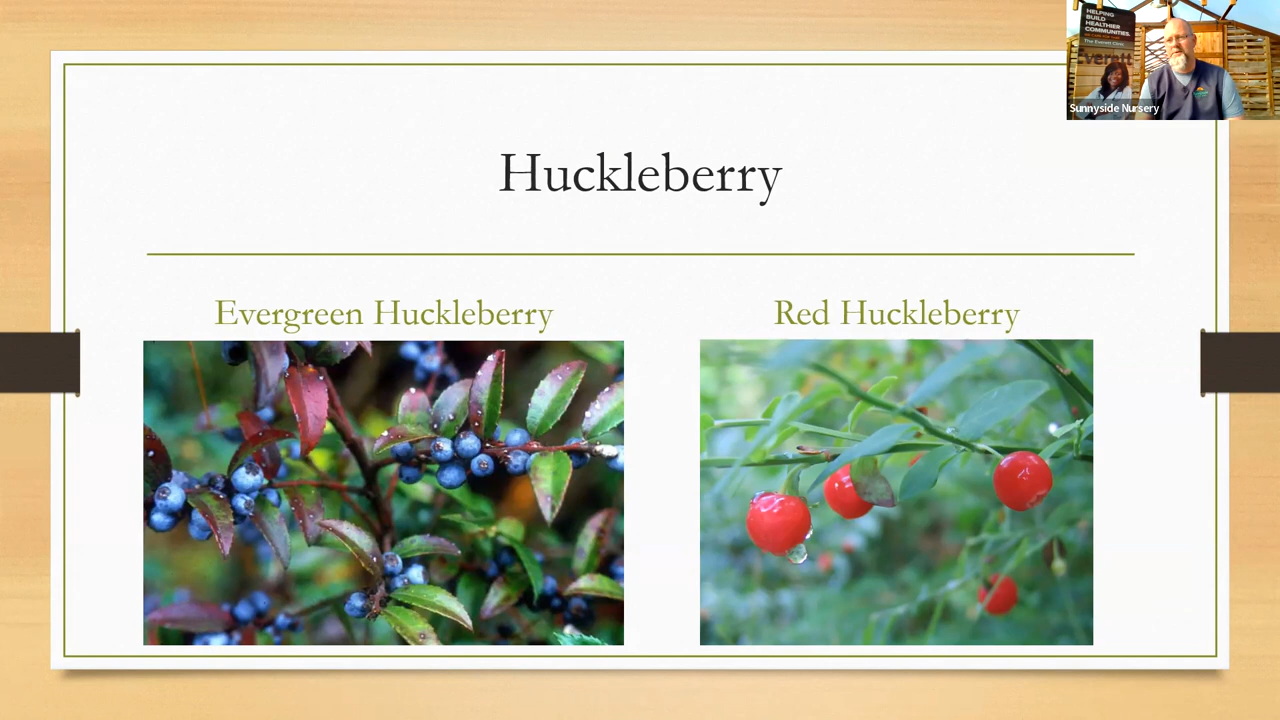 HELPING
BUILD
HEALTHIER
COMMUNITIES.
The Everett Clinic
Everett
Sunnyside Nursery
Huckleberry
Evergreen Huckleberry
Red Huckleberry